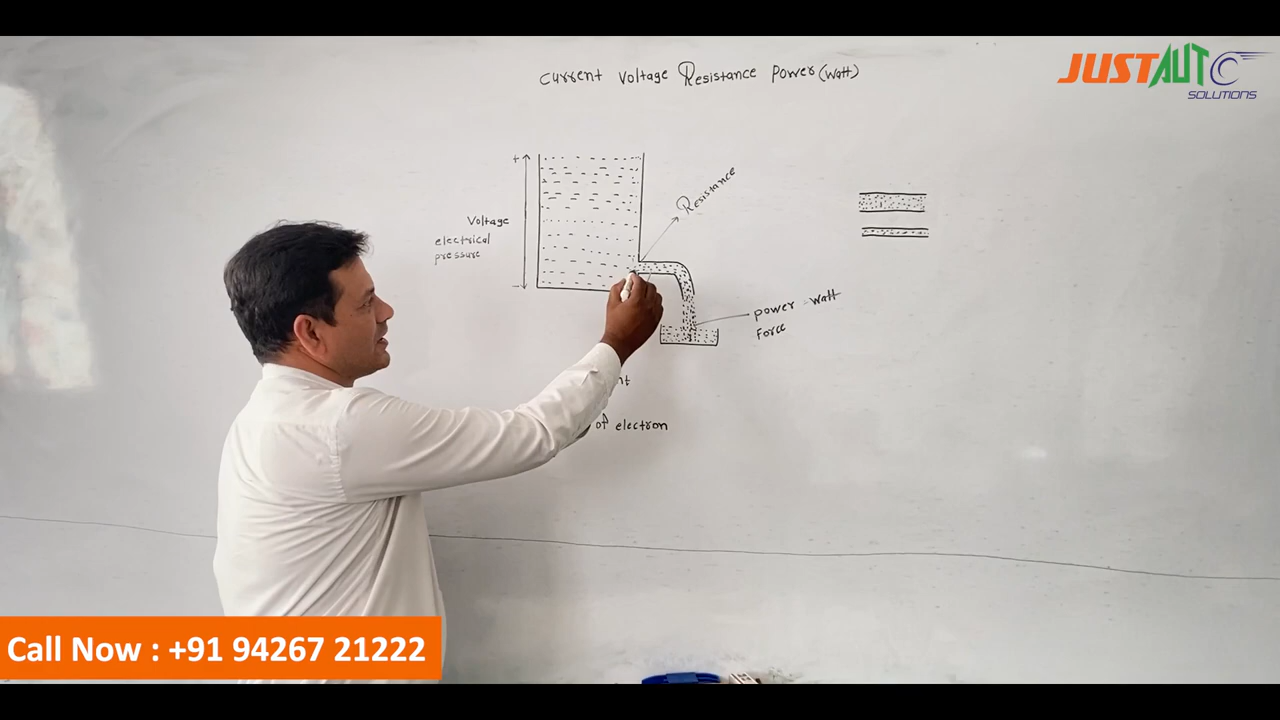 Current Voltage Resistance Power (Watt)
JUSTAUTO
SOLUTIONS
+
Voltage
electrical
pressure
-
Resistance
power = watt
Force
of electron
Call Now : +91 94267 21222